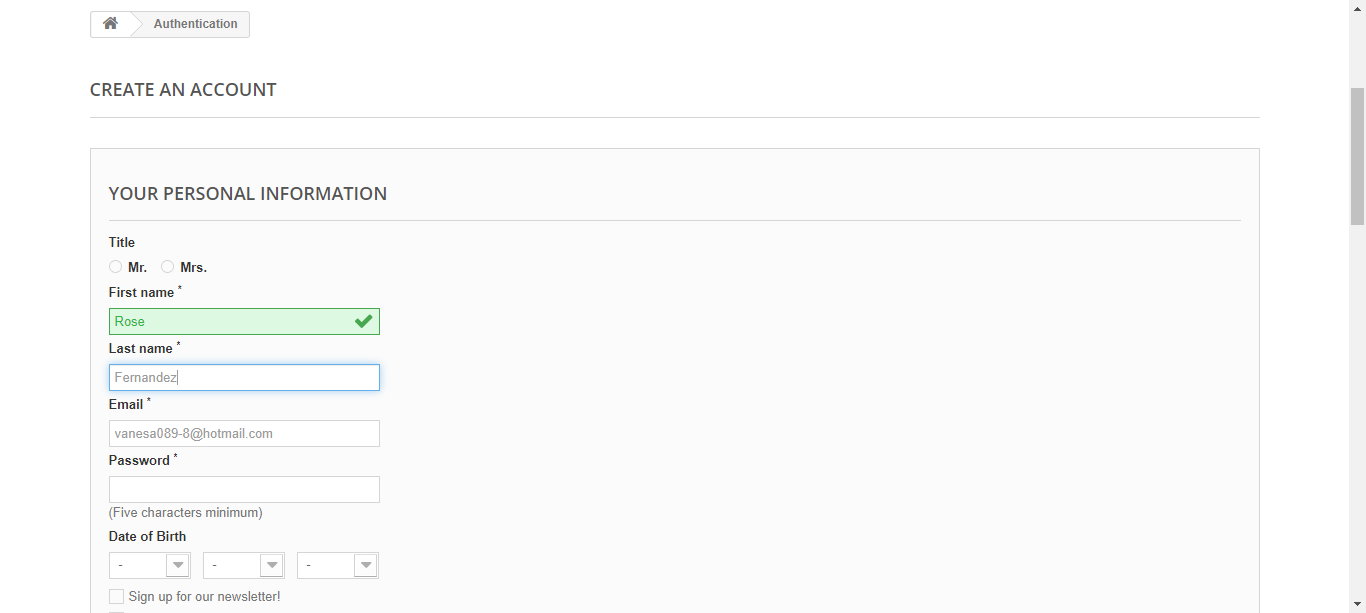 Authentication
CREATE AN ACCOUNT
YOUR PERSONAL INFORMATION
Title
Mr. Mrs.
First name *
Rose
Last name *
Fernandez
Email *
vanesa089-8@hotmail.com
Password *
(Five characters minimum)
Date of Birth
- - -
Sign up for our newsletter!